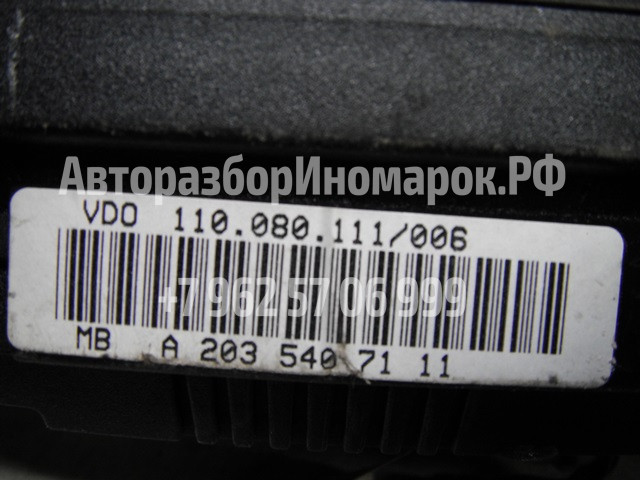 АвторазборИномарок.РФ
VDO 110.080.111/006
+7 962 57 06 999
MB A 203 540 71 11